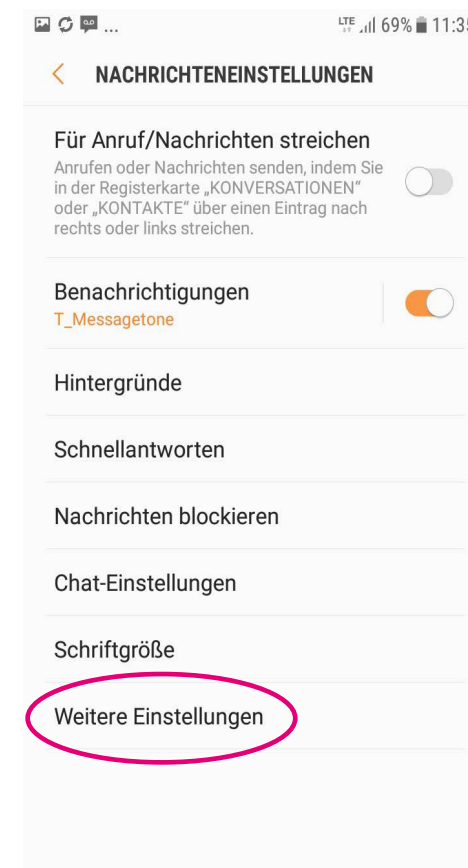 ... LTE 69% 11:35
NACHRICHTENEINSTELLUNGEN
Für Anruf/Nachrichten streichen
Anrufen oder Nachrichten senden, indem Sie
in der Registerkarte „KONVERSATIONEN“
oder „KONTAKTE“ über einen Eintrag nach
rechts oder links streichen.
Benachrichtigungen
T_Messagetone
Hintergründe
Schnellantworten
Nachrichten blockieren
Chat-Einstellungen
Schriftgröße
Weitere Einstellungen